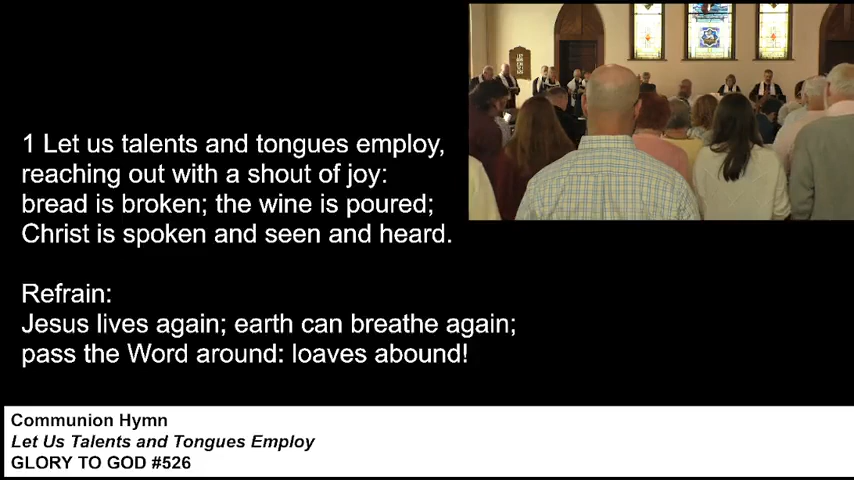 1 Let us talents and tongues employ,
reaching out with a shout of joy:
bread is broken; the wine is poured;
Christ is spoken and seen and heard.
Refrain:
Jesus lives again; earth can breathe again;
pass the Word around: loaves abound!
Communion Hymn
Let Us Talents and Tongues Employ
GLORY TO GOD #526